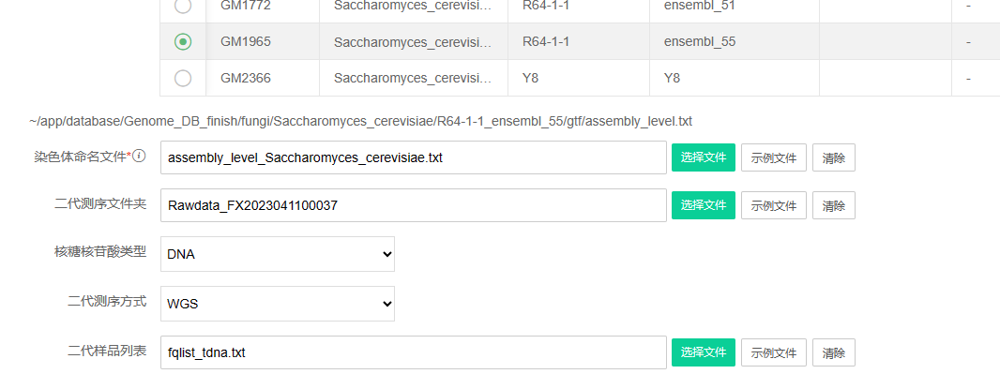 GM1772 Saccharomyces_cerevisi... R64-1-1 ensembl_51 -
GM1965 Saccharomyces_cerevisi... R64-1-1 ensembl_55 -
GM2366 Saccharomyces_cerevisi... Y8 Y8 -
~/app/database/Genome_DB_finish/fungi/Saccharomyces_cerevisiae/R64-1-1_ensembl_55/gtf/assembly_level.txt
染色体命名文件* assembly_level_Saccharomyces_cerevisiae.txt 选择文件 示例文件 清除
二代测序文件夹 Rawdata_FX2023041100037 选择文件 示例文件 清除
核糖核苷酸类型 DNA
二代测序方式 WGS
二代样品列表 fqlist_tdna.txt 选择文件 示例文件 清除